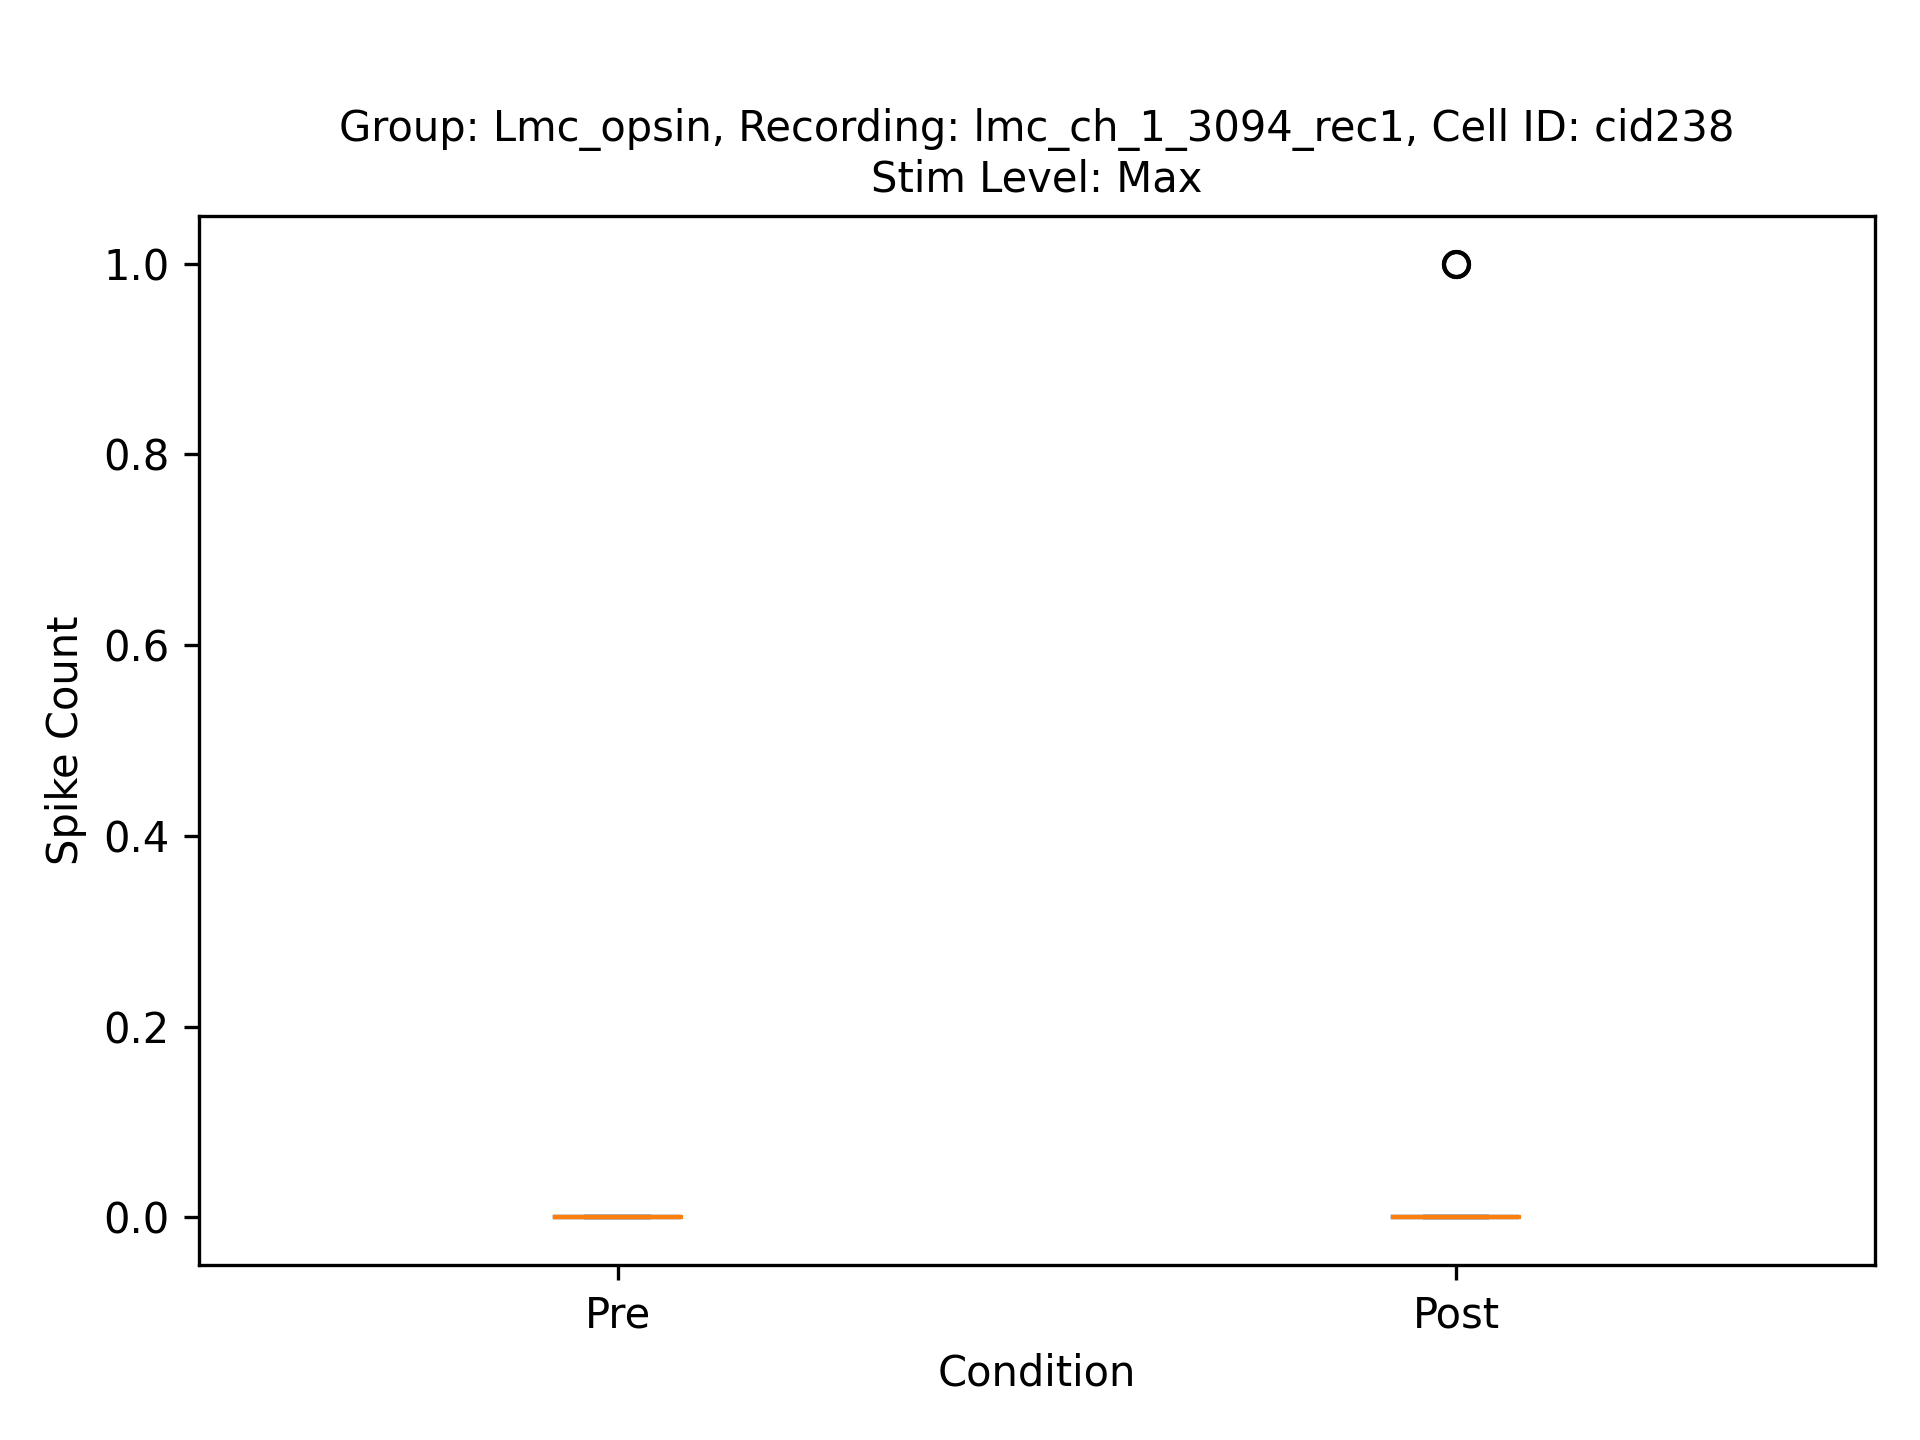 Group: Lmc_opsin, Recording: lmc_ch_1_3094_rec1, Cell ID: cid238
Stim Level: Max
1.0
0.8
0.6
0.4
0.2
0.0
Spike Count
Pre
Post
Condition